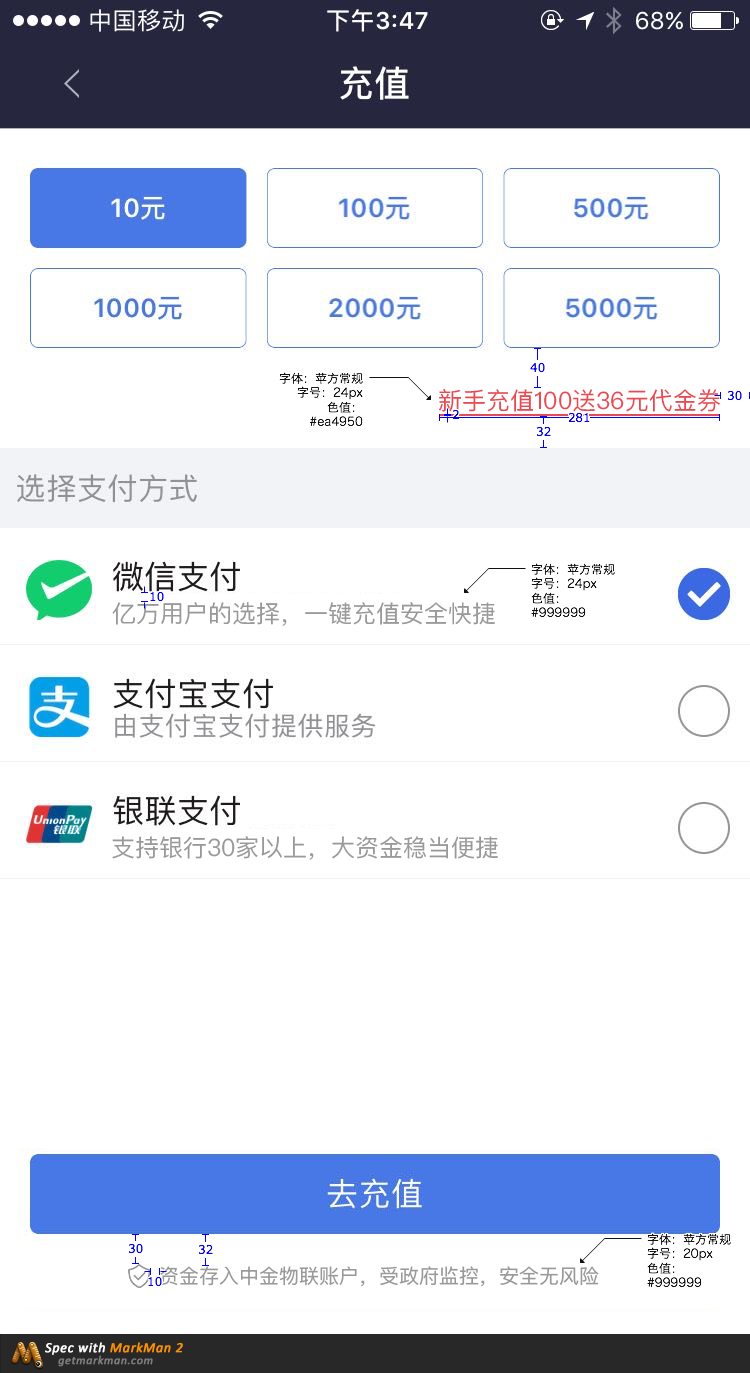 中国移动 下午3:47 68%
充值
10元 100元 500元
1000元 2000元 5000元
40
字体：苹方常规
字号：24px
色值：
#ea4950
新手充值100送36元代金券
30
2
281
32
选择支付方式
微信支付
10
亿万用户的选择，一键充值安全快捷
字体：苹方常规
字号：24px
色值：
#999999
支付宝支付
由支付宝支付提供服务
UnionPay
银联
银联支付
支持银行30家以上，大资金稳当便捷
去充值
30
32
字体：苹方常规
字号：20px
色值：
#999999
10
资金存入中金物联账户，受政府监控，安全无风险
Spec with MarkMan 2
getmarkman.com